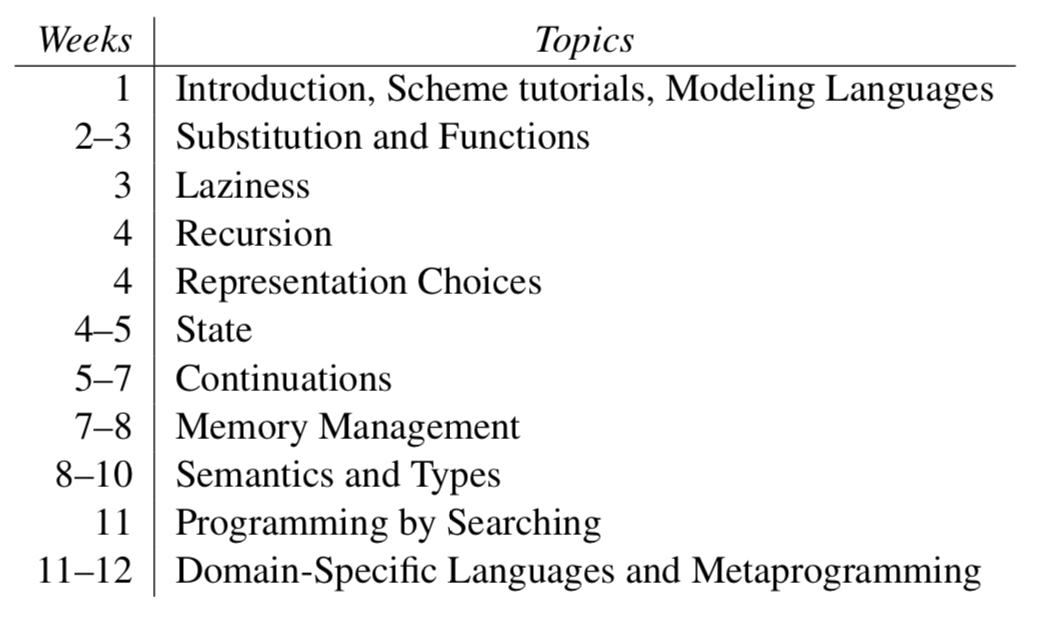 Weeks Topics
1 Introduction, Scheme tutorials, Modeling Languages
2–3 Substitution and Functions
3 Laziness
4 Recursion
4 Representation Choices
4–5 State
5–7 Continuations
7–8 Memory Management
8–10 Semantics and Types
11 Programming by Searching
11–12 Domain-Specific Languages and Metaprogramming